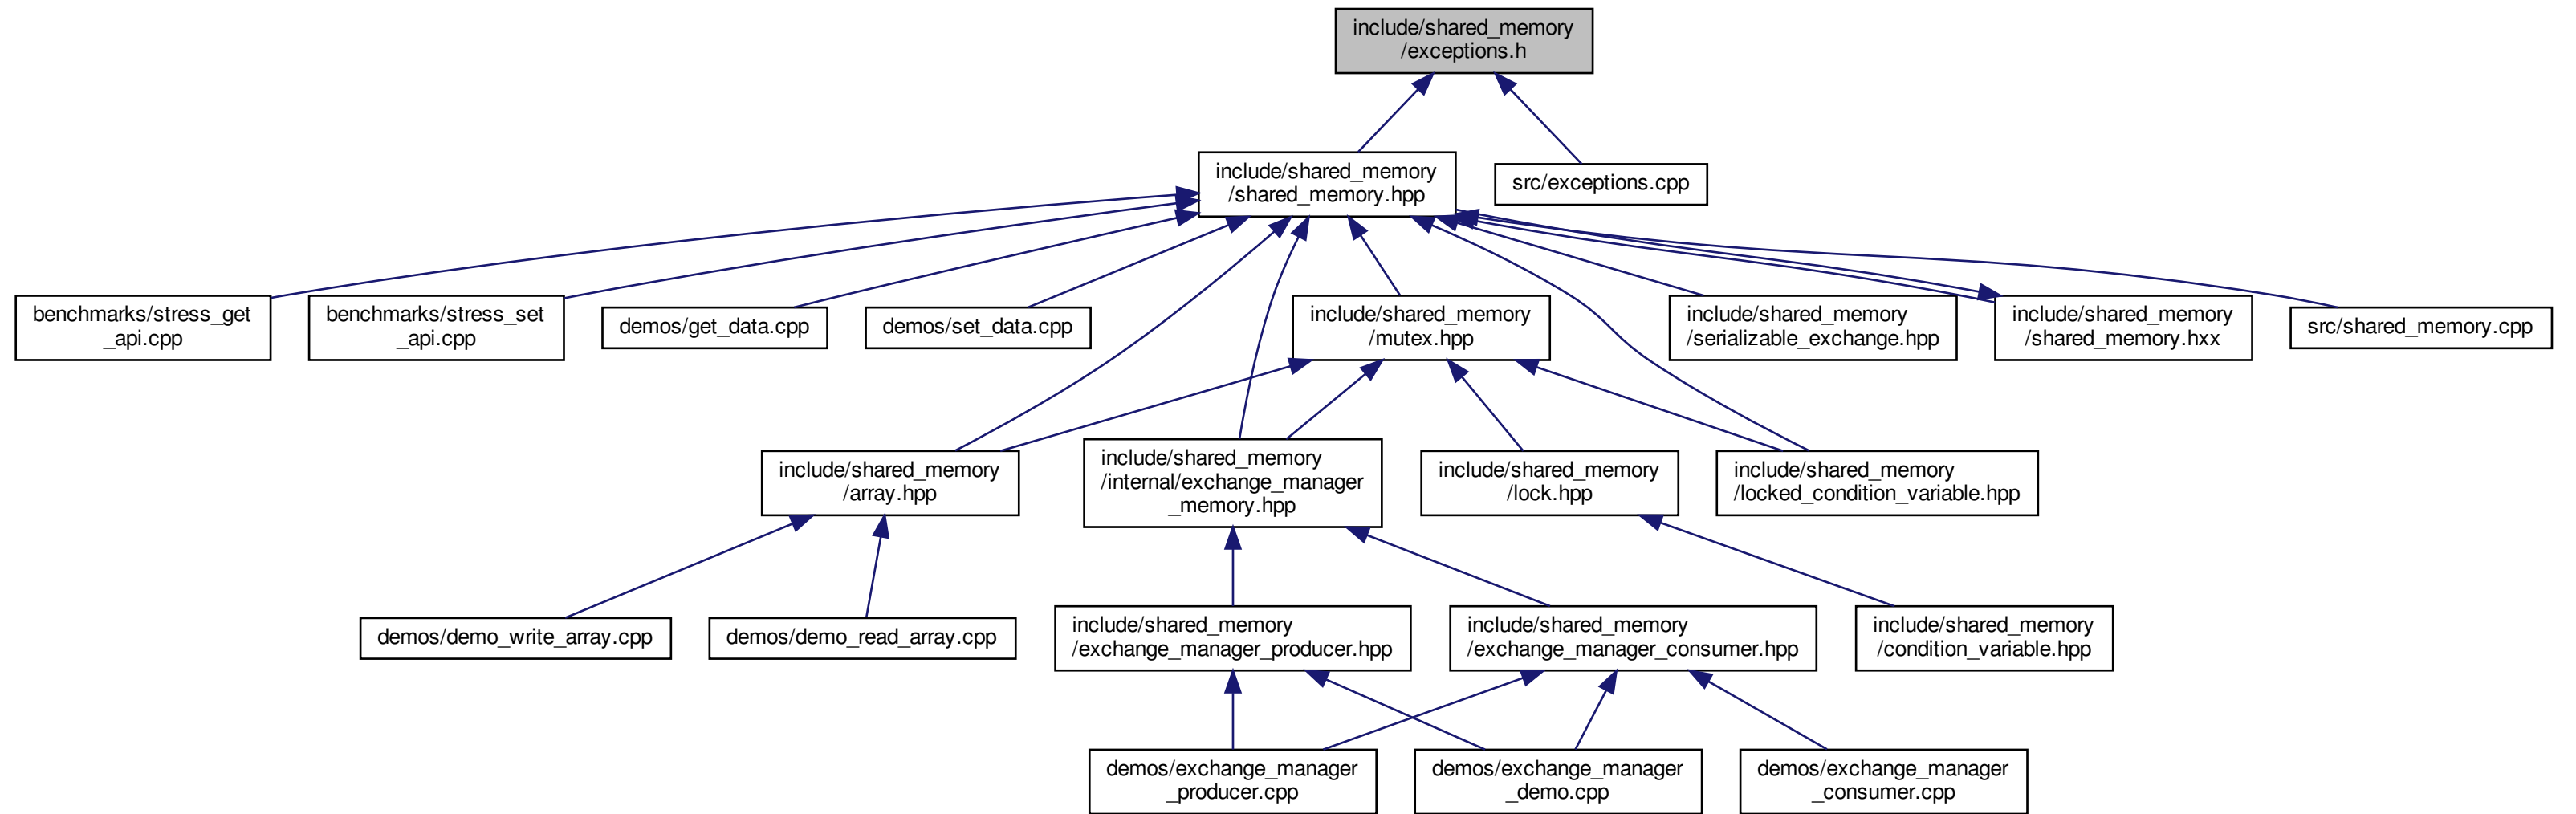 include/shared_memory
/exceptions.h
include/shared_memory
/shared_memory.hpp
src/exceptions.cpp
benchmarks/stress_get
_api.cpp
benchmarks/stress_set
_api.cpp
demos/get_data.cpp
demos/set_data.cpp
include/shared_memory
/mutex.hpp
include/shared_memory
/serializable_exchange.hpp
include/shared_memory
/shared_memory.hxx
src/shared_memory.cpp
include/shared_memory
/array.hpp
include/shared_memory
/internal/exchange_manager
_memory.hpp
include/shared_memory
/lock.hpp
include/shared_memory
/locked_condition_variable.hpp
demos/demo_write_array.cpp
demos/demo_read_array.cpp
include/shared_memory
/exchange_manager_producer.hpp
include/shared_memory
/exchange_manager_consumer.hpp
include/shared_memory
/condition_variable.hpp
demos/exchange_manager
_producer.cpp
demos/exchange_manager
_demo.cpp
demos/exchange_manager
_consumer.cpp